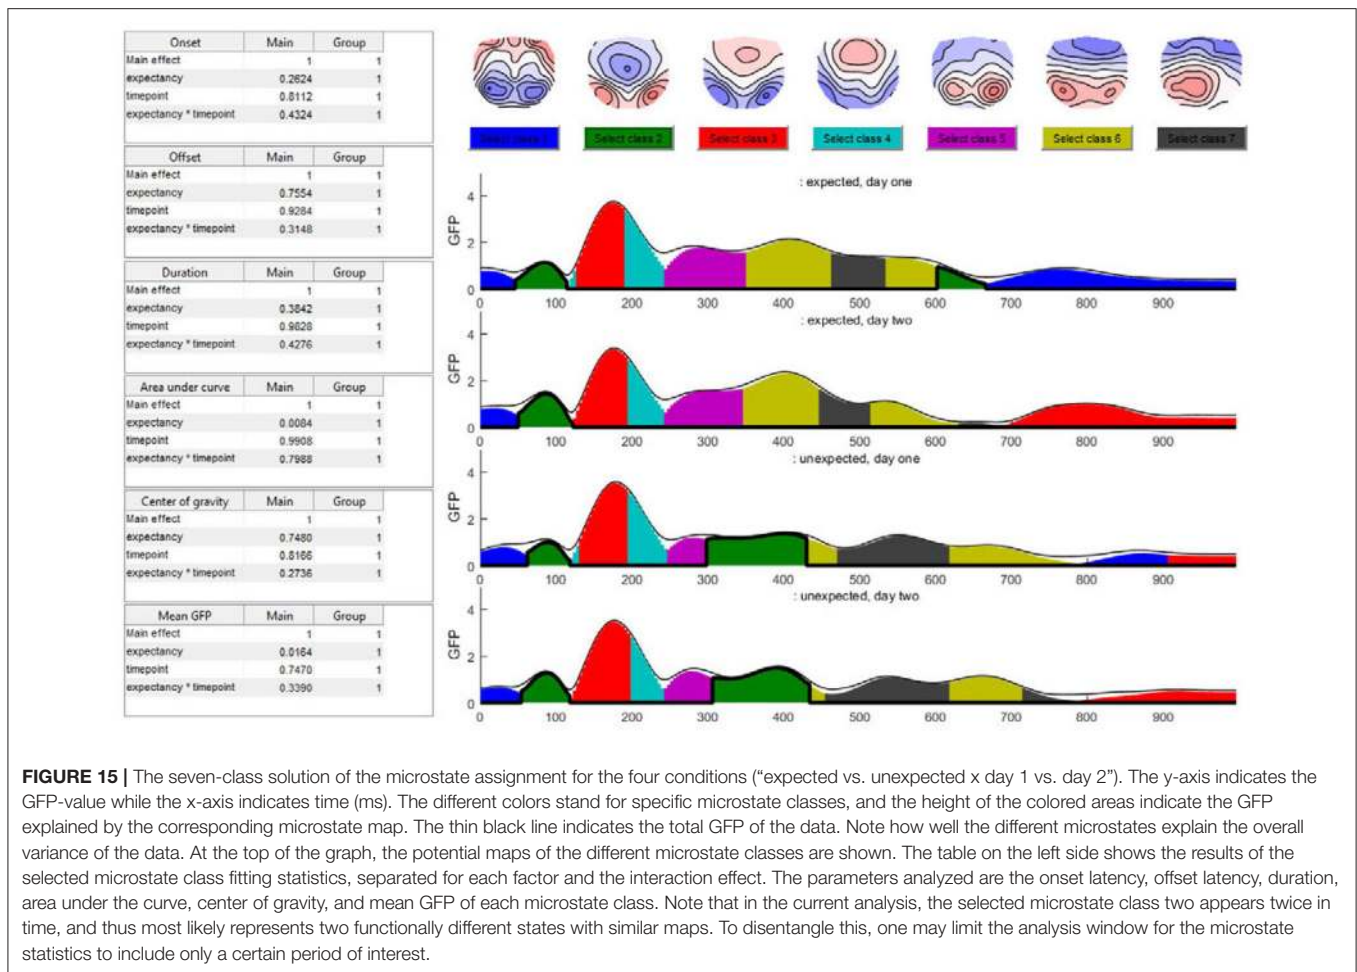 Onset Main Group
Main effect 1 1
expectancy 0.2624 1
timepoint 0.8112 1
expectancy * timepoint 0.4324 1
Offset Main Group
Main effect 1 1
expectancy 0.7554 1
timepoint 0.9284 1
expectancy * timepoint 0.3148 1
Duration Main Group
Main effect 1 1
expectancy 0.3842 1
timepoint 0.9828 1
expectancy * timepoint 0.4276 1
Area under curve Main Group
Main effect 1 1
expectancy 0.0084 1
timepoint 0.9908 1
expectancy * timepoint 0.7988 1
Center of gravity Main Group
Main effect 1 1
expectancy 0.7480 1
timepoint 0.8166 1
expectancy * timepoint 0.2736 1
Mean GFP Main Group
Main effect 1 1
expectancy 0.0164 1
timepoint 0.7470 1
expectancy * timepoint 0.3390 1
Select class 1 Select class 2 Select class 3 Select class 4 Select class 5 Select class 6 Select class 7
: expected, day one
GFP
4
2
0
0 100 200 300 400 500 600 700 800 900
: expected, day two
GFP
4
2
0
0 100 200 300 400 500 600 700 800 900
: unexpected, day one
GFP
4
2
0
0 100 200 300 400 500 600 700 800 900
: unexpected, day two
GFP
4
2
0
0 100 200 300 400 500 600 700 800 900
FIGURE 15 | The seven-class solution of the microstate assignment for the four conditions (“expected vs. unexpected x day 1 vs. day 2”). The y-axis indicates the
GFP-value while the x-axis indicates time (ms). The different colors stand for specific microstate classes, and the height of the colored areas indicate the GFP
explained by the corresponding microstate map. The thin black line indicates the total GFP of the data. Note how well the different microstates explain the overall
variance of the data. At the top of the graph, the potential maps of the different microstate classes are shown. The table on the left side shows the results of the
selected microstate class fitting statistics, separated for each factor and the interaction effect. The parameters analyzed are the onset latency, offset latency, duration,
area under the curve, center of gravity, and mean GFP of each microstate class. Note that in the current analysis, the selected microstate class two appears twice in
time, and thus most likely represents two functionally different states with similar maps. To disentangle this, one may limit the analysis window for the microstate
statistics to include only a certain period of interest.